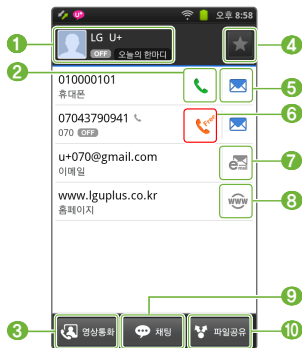 오후 8:58
1
LG U+
OFF 오늘의 한마디
4
2
010000101
휴대폰
5
07043790941
070 OFF
Free
6
u+070@gmail.com
이메일
e mail
7
www.lguplus.co.kr
홈페이지
www
8
9
3
영상통화
채팅
파일공유
10